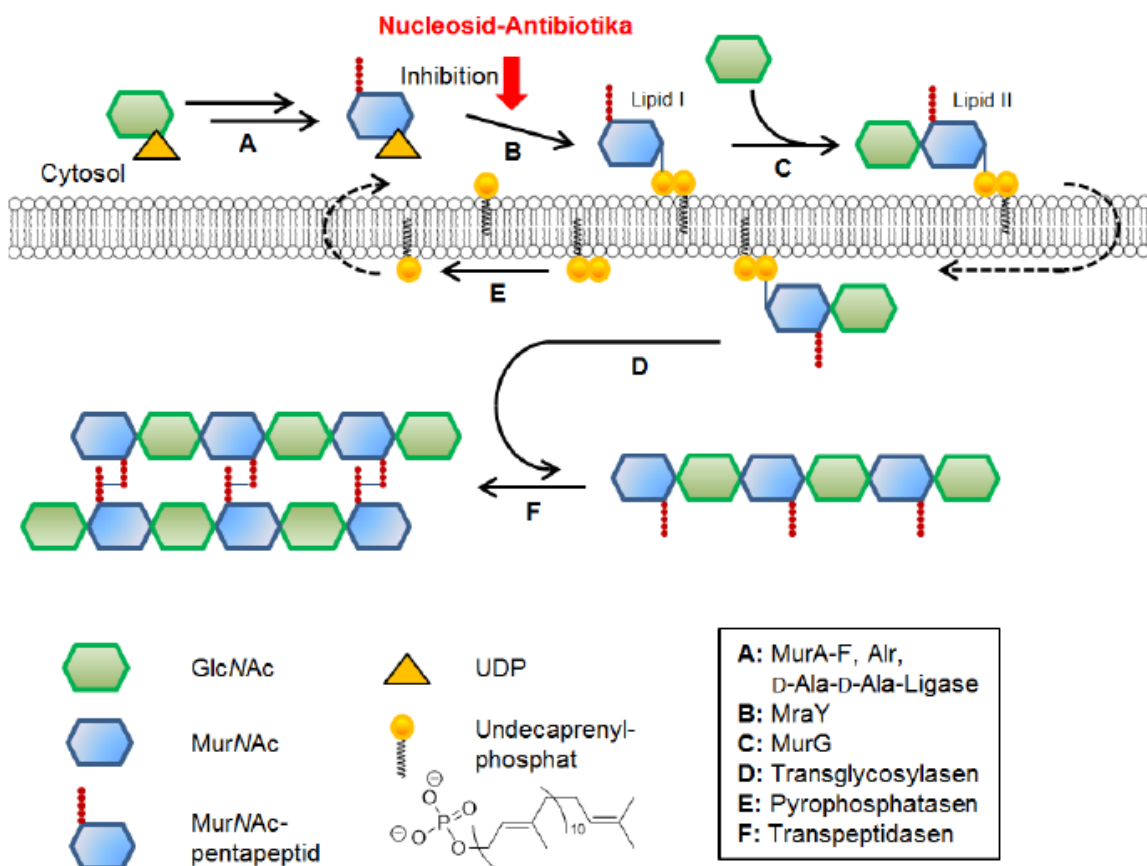 Nucleosid-Antibiotika
Inhibition
Lipid I
Lipid II
A
B
C
Cytosol
E
D
F
GlcNAc
UDP
MurNAc
Undecaprenyl-
phosphat
MurNAc-
pentapeptid
⊖
O
O
P
⊖
O
O
10
A: MurA-F, Alr,
D-Ala-D-Ala-Ligase
B: MraY
C: MurG
D: Transglycosylasen
E: Pyrophosphatasen
F: Transpeptidasen